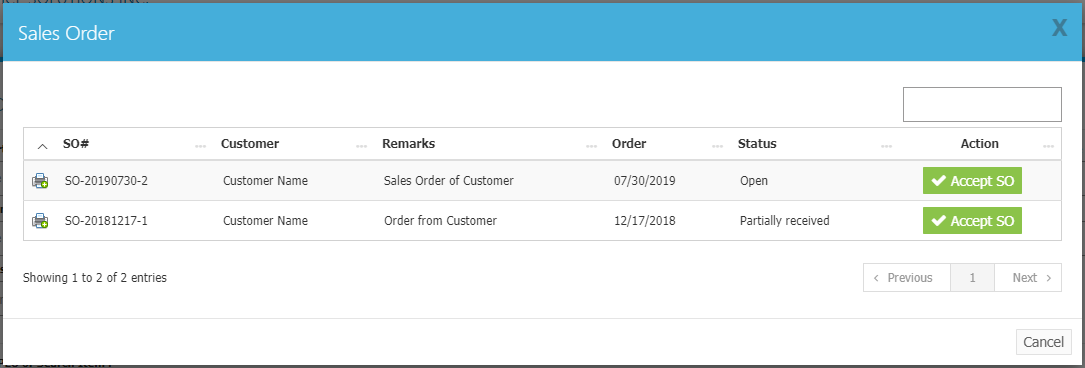 Sales Order
X
SO# Customer Remarks Order Status Action
SO-20190730-2 Customer Name Sales Order of Customer 07/30/2019 Open Accept SO
SO-20181217-1 Customer Name Order from Customer 12/17/2018 Partially received Accept SO
Showing 1 to 2 of 2 entries
Previous 1 Next
Cancel